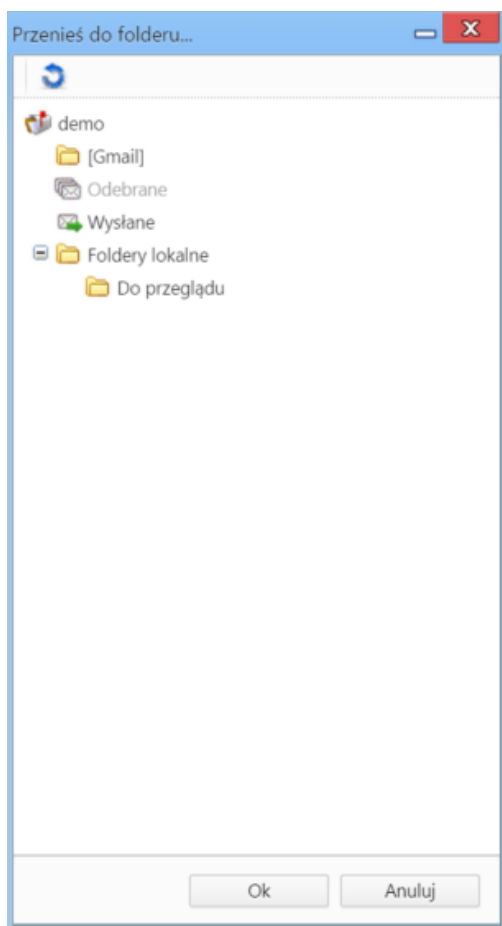 Przenieś do folderu...
demo
[Gmail]
Odebrane
Wysłane
Foldery lokalne
Do przeglądu
Ok Anuluj